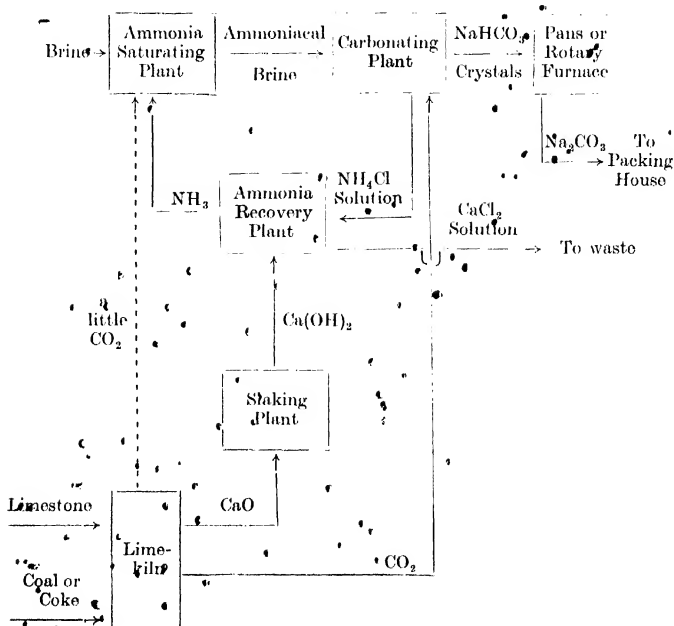 Brine
Ammonia
Saturating
Plant
Ammoniacal
Brine
Carbonating
Plant
NaHCO₃
Crystals
Pans or
Rotary
Furnace
Na₂CO₃
To
Packing
House
NH₃
Ammonia
Recovery
Plant
NH₄Cl
Solution
CaCl₂
Solution
To waste
a
little
CO₂
Ca(OH)₂
Slaking
Plant
Limestone
CaO
Lime-
kiln
CO₂
Coal or
Coke